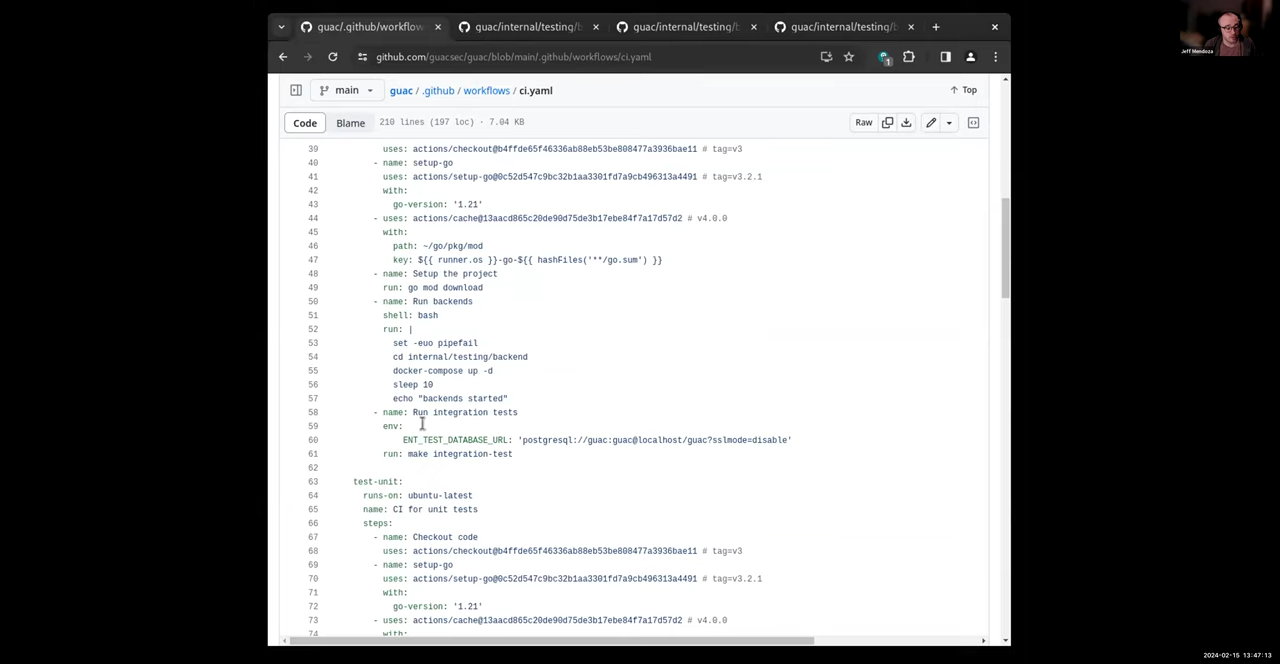 guac/.github/workflow
guac/internal/testing/b
guac/internal/testing/b
guac/internal/testing/b
github.com/guacsec/guac/blob/main/.github/workflows/ci.yaml
1
main
guac / .github / workflows / ci.yaml
Top
Code
Blame
210 lines (197 loc) · 7.04 KB
Raw
39 uses: actions/checkout@b4ffde65f46336ab88eb53be808477a3936bae11 # tag=v3
40 - name: setup-go
41 uses: actions/setup-go@0c52d547c9bc32b1aa3301fd7a9cb496313a4491 # tag=v3.2.1
42 with:
43 go-version: '1.21'
44 - uses: actions/cache@13aacd865c20de90d75de3b17ebe84f7a17d57d2 # v4.0.0
45 with:
46 path: ~/go/pkg/mod
47 key: ${{ runner.os }}-go-${{ hashFiles('**/go.sum') }}
48 - name: Setup the project
49 run: go mod download
50 - name: Run backends
51 shell: bash
52 run: |
53 set -euo pipefail
54 cd internal/testing/backend
55 docker-compose up -d
56 sleep 10
57 echo "backends started"
58 - name: Run integration tests
59 env:
60 ENT_TEST_DATABASE_URL: 'postgresql://guac:guac@localhost/guac?sslmode=disable'
61 run: make integration-test
62
63 test-unit:
64 runs-on: ubuntu-latest
65 name: CI for unit tests
66 steps:
67 - name: Checkout code
68 uses: actions/checkout@b4ffde65f46336ab88eb53be808477a3936bae11 # tag=v3
69 - name: setup-go
70 uses: actions/setup-go@0c52d547c9bc32b1aa3301fd7a9cb496313a4491 # tag=v3.2.1
71 with:
72 go-version: '1.21'
73 - uses: actions/cache@13aacd865c20de90d75de3b17ebe84f7a17d57d2 # v4.0.0
74 with:
Jeff Mendoza
2024-02-15 13:47:13